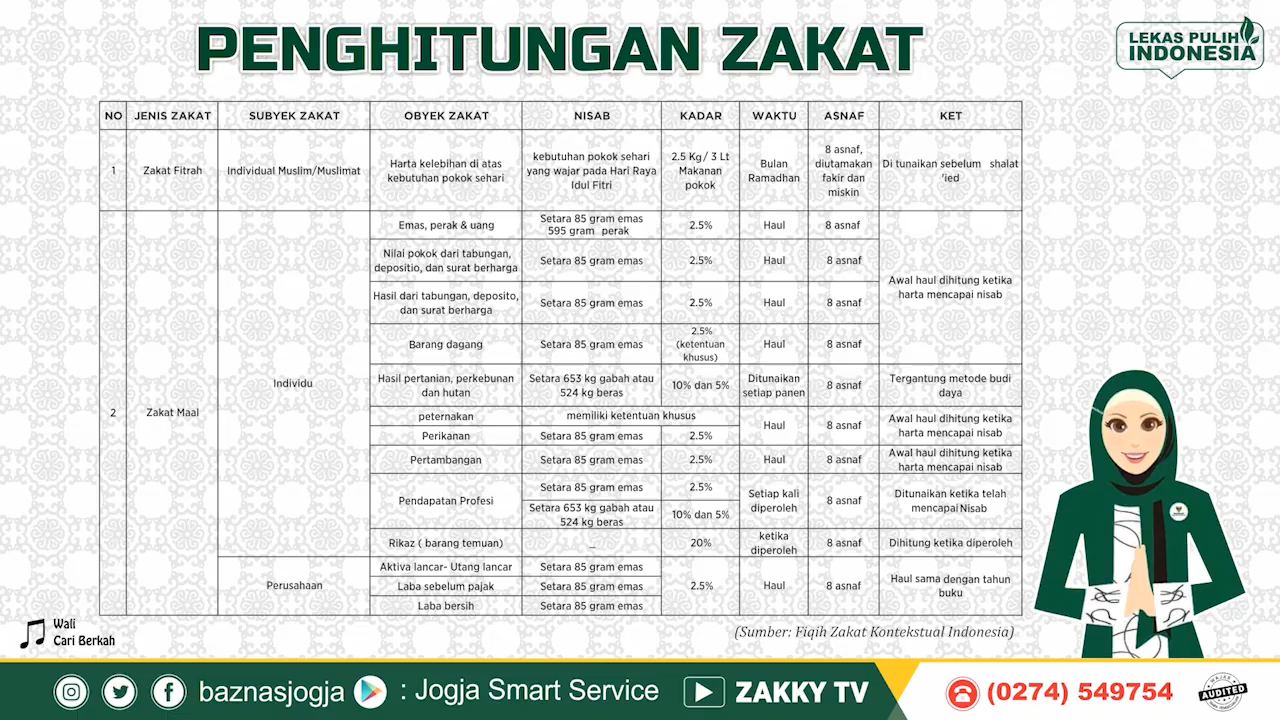 PENGHITUNGAN ZAKAT
LEKAS PULIH
INDONESIA
NO JENIS ZAKAT SUBYEK ZAKAT OBYEK ZAKAT NISAB KADAR WAKTU ASNAF KET
1
Zakat Fitrah
Individual Muslim/Muslimat
Harta kelebihan di atas
kebutuhan pokok sehari
kebutuhan pokok sehari
yang wajar pada Hari Raya
Idul Fitri
2.5 Kg / 3 Lt
Makanan
pokok
Bulan
Ramadhan
8 asnaf,
diutamakan
fakir dan
miskin
Di tunaikan sebelum shalat
'ied
2
Zakat Maal
Individu
Emas, perak & uang
Setara 85 gram emas
595 gram perak
2.5%
Haul
8 asnaf
Awal haul dihitung ketika
harta mencapai nisab
Nilai pokok dari tabungan,
depositio, dan surat berharga
Setara 85 gram emas
2.5%
Haul
8 asnaf
Hasil dari tabungan, deposito,
dan surat berharga
Setara 85 gram emas
2.5%
Haul
8 asnaf
Barang dagang
Setara 85 gram emas
2.5%
(ketentuan
khusus)
Haul
8 asnaf
Hasil pertanian, perkebunan
dan hutan
Setara 653 kg gabah atau
524 kg beras
10% dan 5%
Ditunaikan
setiap panen
8 asnaf
Tergantung metode budi
daya
peternakan
memiliki ketentuan khusus
Haul
8 asnaf
Awal haul dihitung ketika
harta mencapai nisab
Perikanan
Setara 85 gram emas
2.5%
Pertambangan
Setara 85 gram emas
2.5%
Haul
8 asnaf
Awal haul dihitung ketika
harta mencapai nisab
Pendapatan Profesi
Setara 85 gram emas
2.5%
Setiap kali
diperoleh
8 asnaf
Ditunaikan ketika telah
mencapai Nisab
Setara 653 kg gabah atau
524 kg beras
10% dan 5%
Rikaz ( barang temuan)
_
20%
ketika
diperoleh
8 asnaf
Dihitung ketika diperoleh
Perusahaan
Aktiva lancar- Utang lancar
Setara 85 gram emas
2.5%
Haul
8 asnaf
Haul sama dengan tahun
buku
Laba sebelum pajak
Setara 85 gram emas
Laba bersih
Setara 85 gram emas
(Sumber: Fiqih Zakat Kontekstual Indonesia)
Wali
Cari Berkah
baznasjogja : Jogja Smart Service ZAKKY TV (0274) 549754
AUDITED